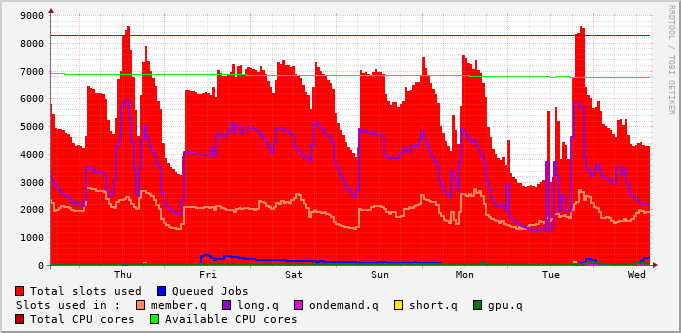 9000
8000
7000
6000
5000
4000
3000
2000
1000
0
Thu Fri Sat Sun Mon Tue Wed
RRDTOOL / TOBI OETIKER
Total slots used Queued Jobs
Slots used in : member.q long.q ondemand.q short.q gpu.q
Total CPU cores Available CPU cores